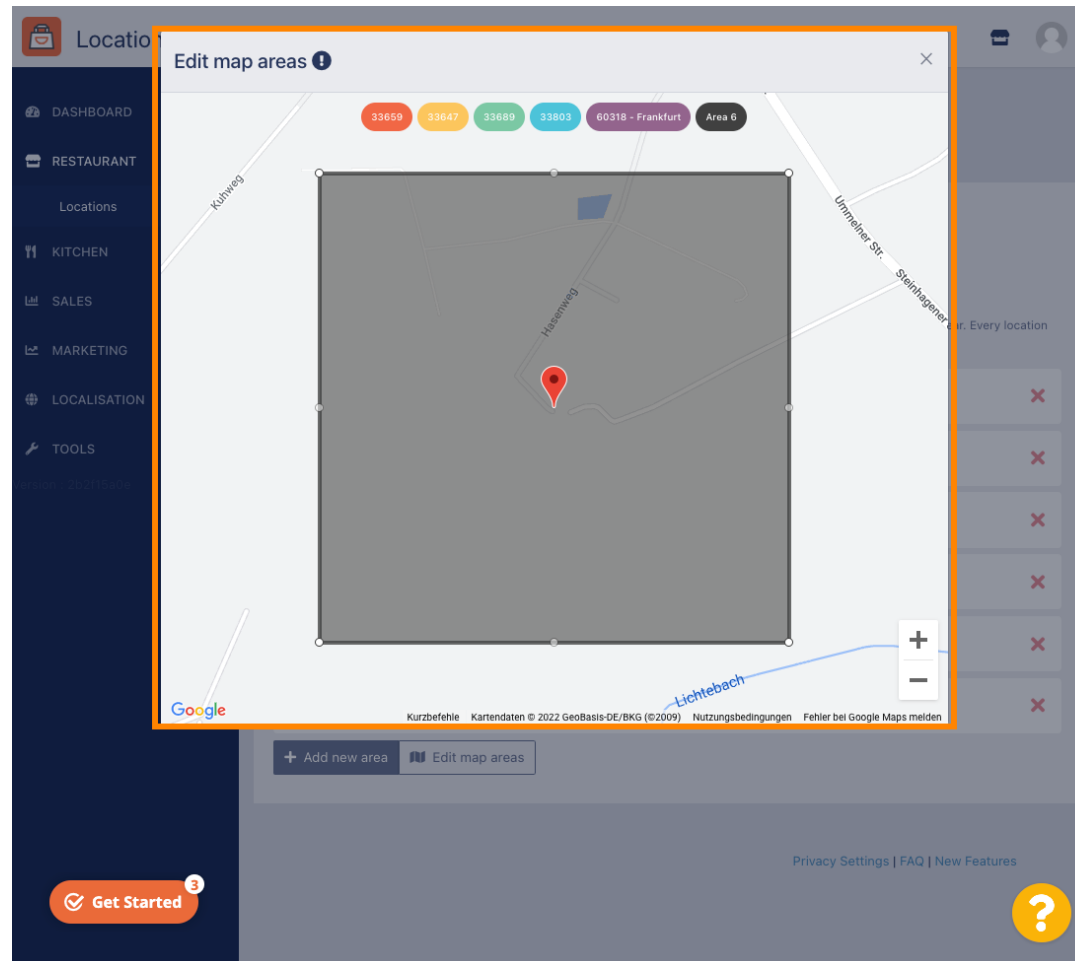 Locatio
Edit map areas
DASHBOARD
RESTAURANT
Locations
KITCHEN
SALES
MARKETING
LOCALISATION
TOOLS
33659
33647
33689
33803
60318 - Frankfurt
Area 6
Kuhweg
Ummelner Str.
Steinhagener
Hasenweg
Every location
Lichtebach
Google
Kurzbefehle Kartendaten © 2022 GeoBasis-DE/BKG (©2009) Nutzungsbedingungen Fehler bei Google Maps melden
+ Add new area
Edit map areas
Privacy Settings | FAQ | New Features
3
Get Started
?